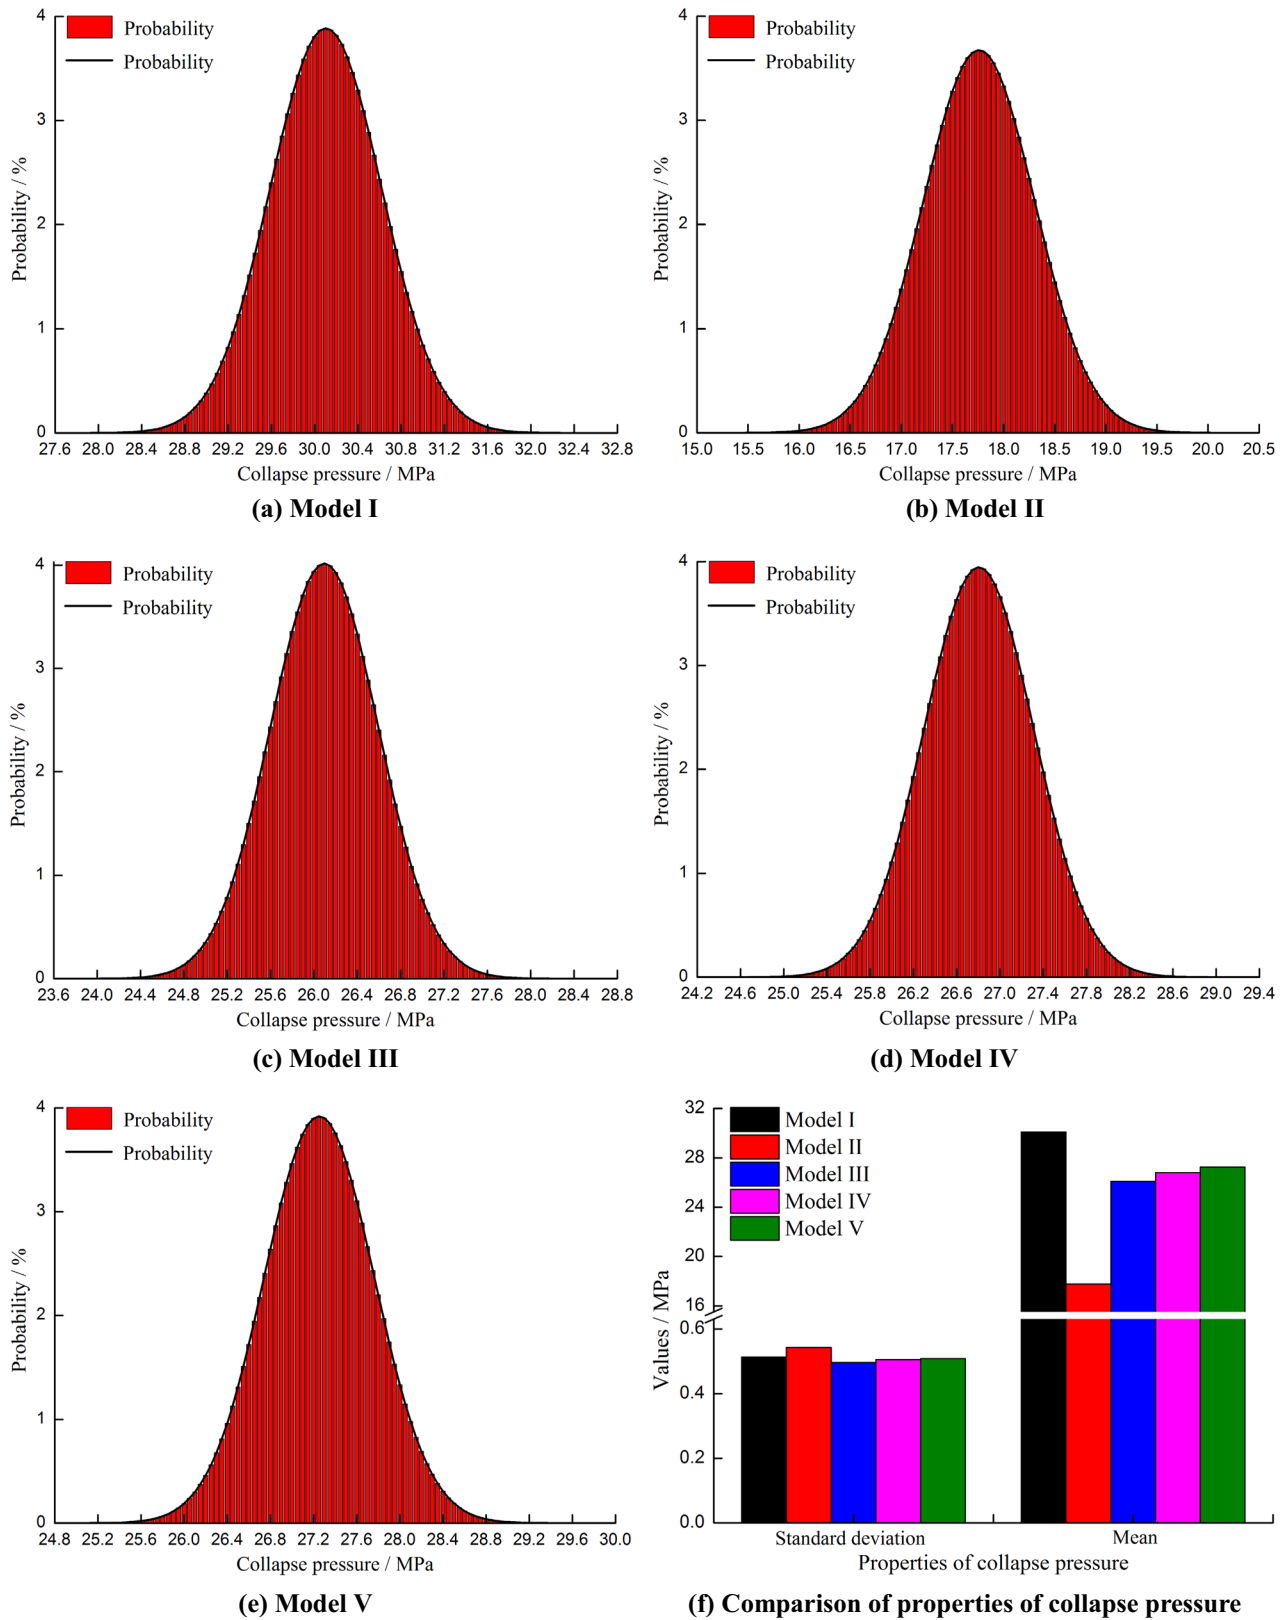 Probability
Probability
4
3
2
1
0
Probability / %
27.6 28.0 28.4 28.8 29.2 29.6 30.0 30.4 30.8 31.2 31.6 32.0 32.4 32.8
Collapse pressure / MPa
(a) Model I
Probability
Probability
4
3
2
1
0
Probability / %
15.0 15.5 16.0 16.5 17.0 17.5 18.0 18.5 19.0 19.5 20.0 20.5
Collapse pressure / MPa
(b) Model II
Probability
Probability
4
3
2
1
0
Probability / %
23.6 24.0 24.4 24.8 25.2 25.6 26.0 26.4 26.8 27.2 27.6 28.0 28.4 28.8
Collapse pressure / MPa
(c) Model III
Probability
Probability
4
3
2
1
0
Probability / %
24.2 24.6 25.0 25.4 25.8 26.2 26.6 27.0 27.4 27.8 28.2 28.6 29.0 29.4
Collapse pressure / MPa
(d) Model IV
Probability
Probability
4
3
2
1
0
Probability / %
24.8 25.2 25.6 26.0 26.4 26.8 27.2 27.6 28.0 28.4 28.8 29.2 29.6 30.0
Collapse pressure / MPa
(e) Model V
Model I
Model II
Model III
Model IV
Model V
32
28
24
20
16
0.6
0.4
0.2
0.0
Values / MPa
Standard deviation Mean
Properties of collapse pressure
(f) Comparison of properties of collapse pressure